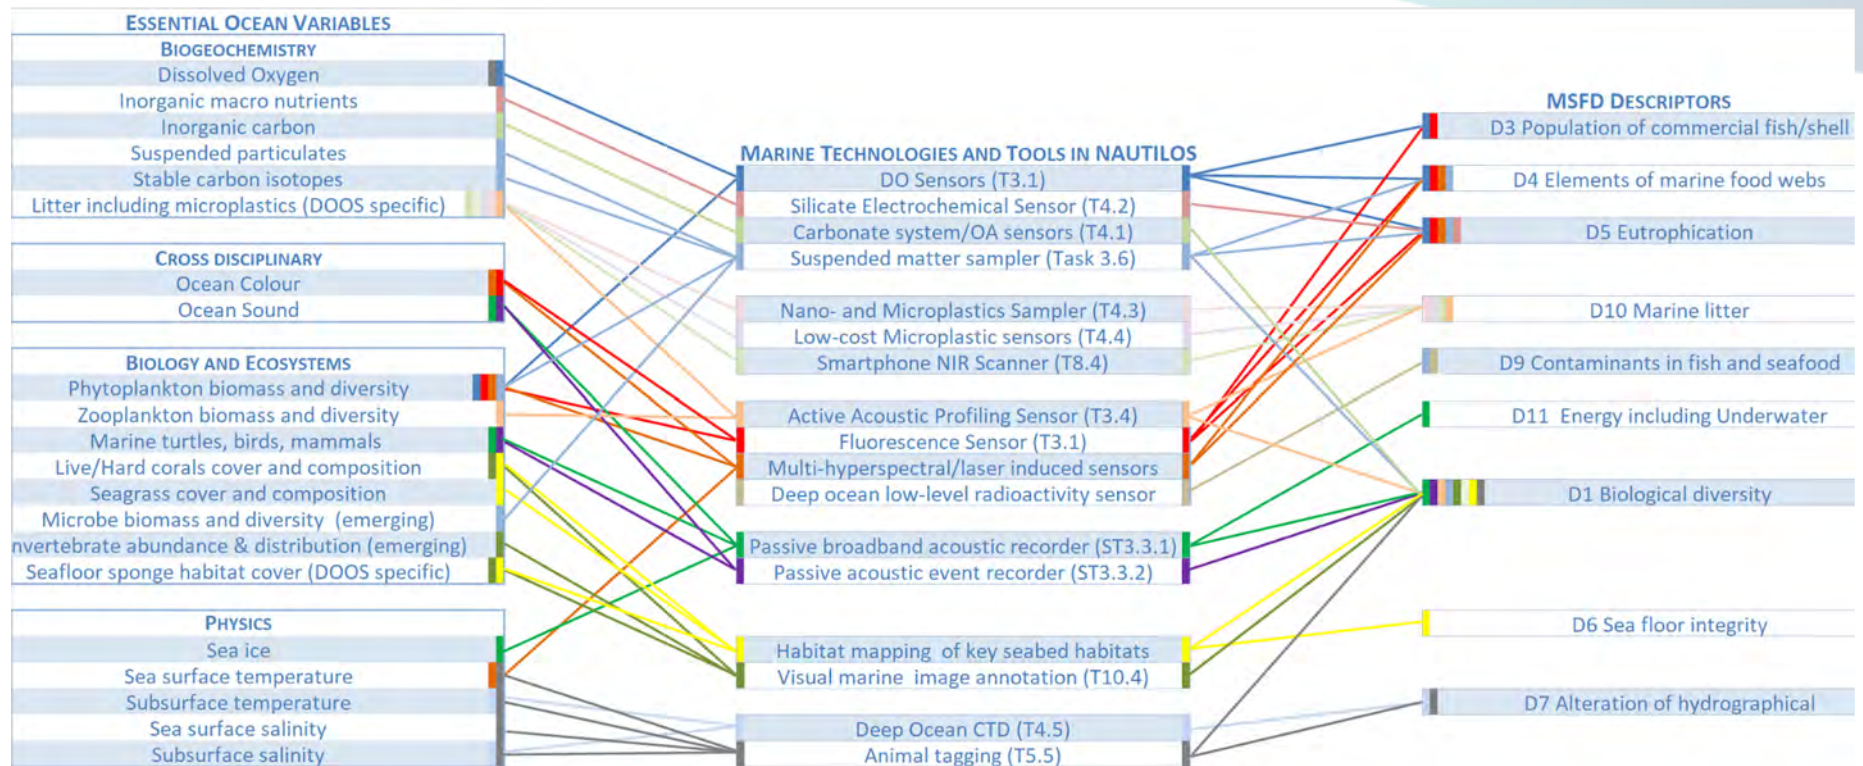 ESSENTIAL OCEAN VARIABLES
BIOGEOCHEMISTRY
Dissolved Oxygen
Inorganic macro nutrients
Inorganic carbon
Suspended particulates
Stable carbon isotopes
Litter including microplastics (DOOS specific)
CROSS DISCIPLINARY
Ocean Colour
Ocean Sound
BIOLOGY AND ECOSYSTEMS
Phytoplankton biomass and diversity
Zooplankton biomass and diversity
Marine turtles, birds, mammals
Live/Hard corals cover and composition
Seagrass cover and composition
Microbe biomass and diversity (emerging)
nvertebrate abundance & distribution (emerging)
Seafloor sponge habitat cover (DOOS specific)
PHYSICS
Sea ice
Sea surface temperature
Subsurface temperature
Sea surface salinity
Subsurface salinity
MARINE TECHNOLOGIES AND TOOLS IN NAUTILOS
DO Sensors (T3.1)
Silicate Electrochemical Sensor (T4.2)
Carbonate system/OA sensors (T4.1)
Suspended matter sampler (Task 3.6)
Nano- and Microplastics Sampler (T4.3)
Low-cost Microplastic sensors (T4.4)
Smartphone NIR Scanner (T8.4)
Active Acoustic Profiling Sensor (T3.4)
Fluorescence Sensor (T3.1)
Multi-hyperspectral/laser induced sensors
Deep ocean low-level radioactivity sensor
Passive broadband acoustic recorder (ST3.3.1)
Passive acoustic event recorder (ST3.3.2)
Habitat mapping of key seabed habitats
Visual marine image annotation (T10.4)
Deep Ocean CTD (T4.5)
Animal tagging (T5.5)
MSFD DESCRIPTORS
D3 Population of commercial fish/shell
D4 Elements of marine food webs
D5 Eutrophication
D10 Marine litter
D9 Contaminants in fish and seafood
D11 Energy including Underwater
D1 Biological diversity
D6 Sea floor integrity
D7 Alteration of hydrographical